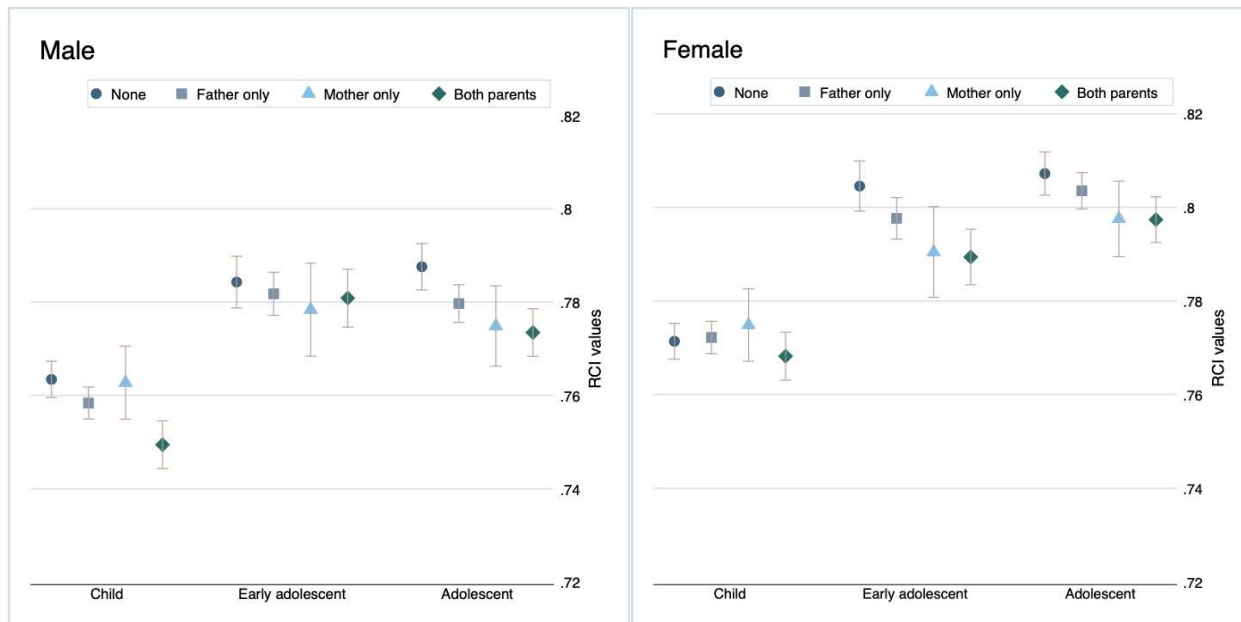 Male
None Father only Mother only Both parents
.82
.8
.78
.76
.74
.72
RCI values
Child Early adolescent Adolescent
Female
None Father only Mother only Both parents
.82
.8
.78
.76
.74
.72
RCI values
Child Early adolescent Adolescent